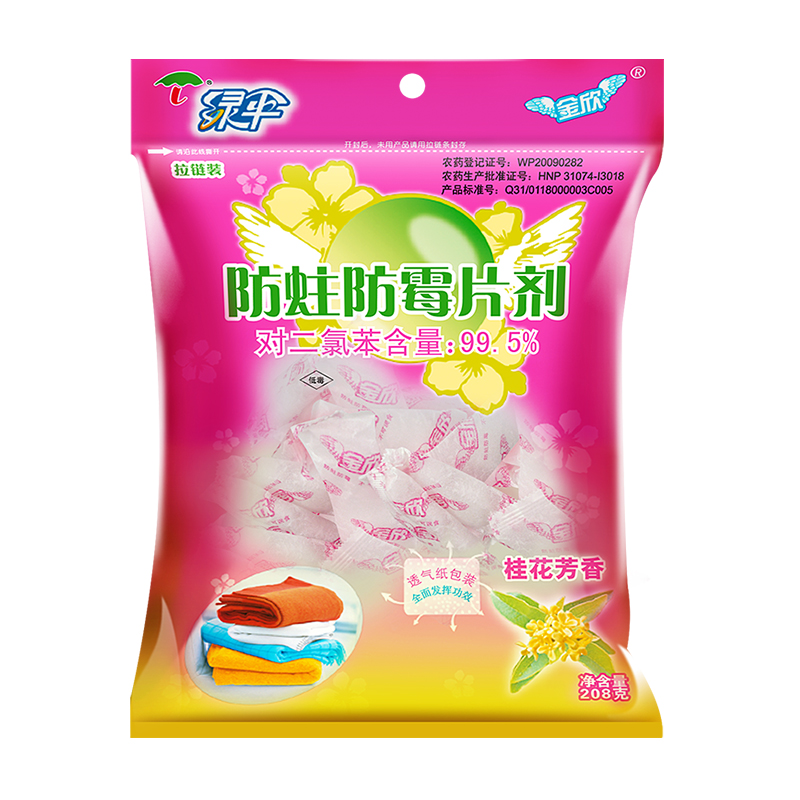 绿伞
金欣®
请沿此线撕开
开封后，未用产品请用拉链条封存
拉链装
农药登记证号：WP20090282
农药生产批准证号：HNP 31074-I3018
产品标准号：Q31/0118000003C005
防蛀防霉片剂
对二氯苯含量：99.5%
低毒
金欣
透气纸包装
全面发挥功效
桂花芳香
净含量
208克